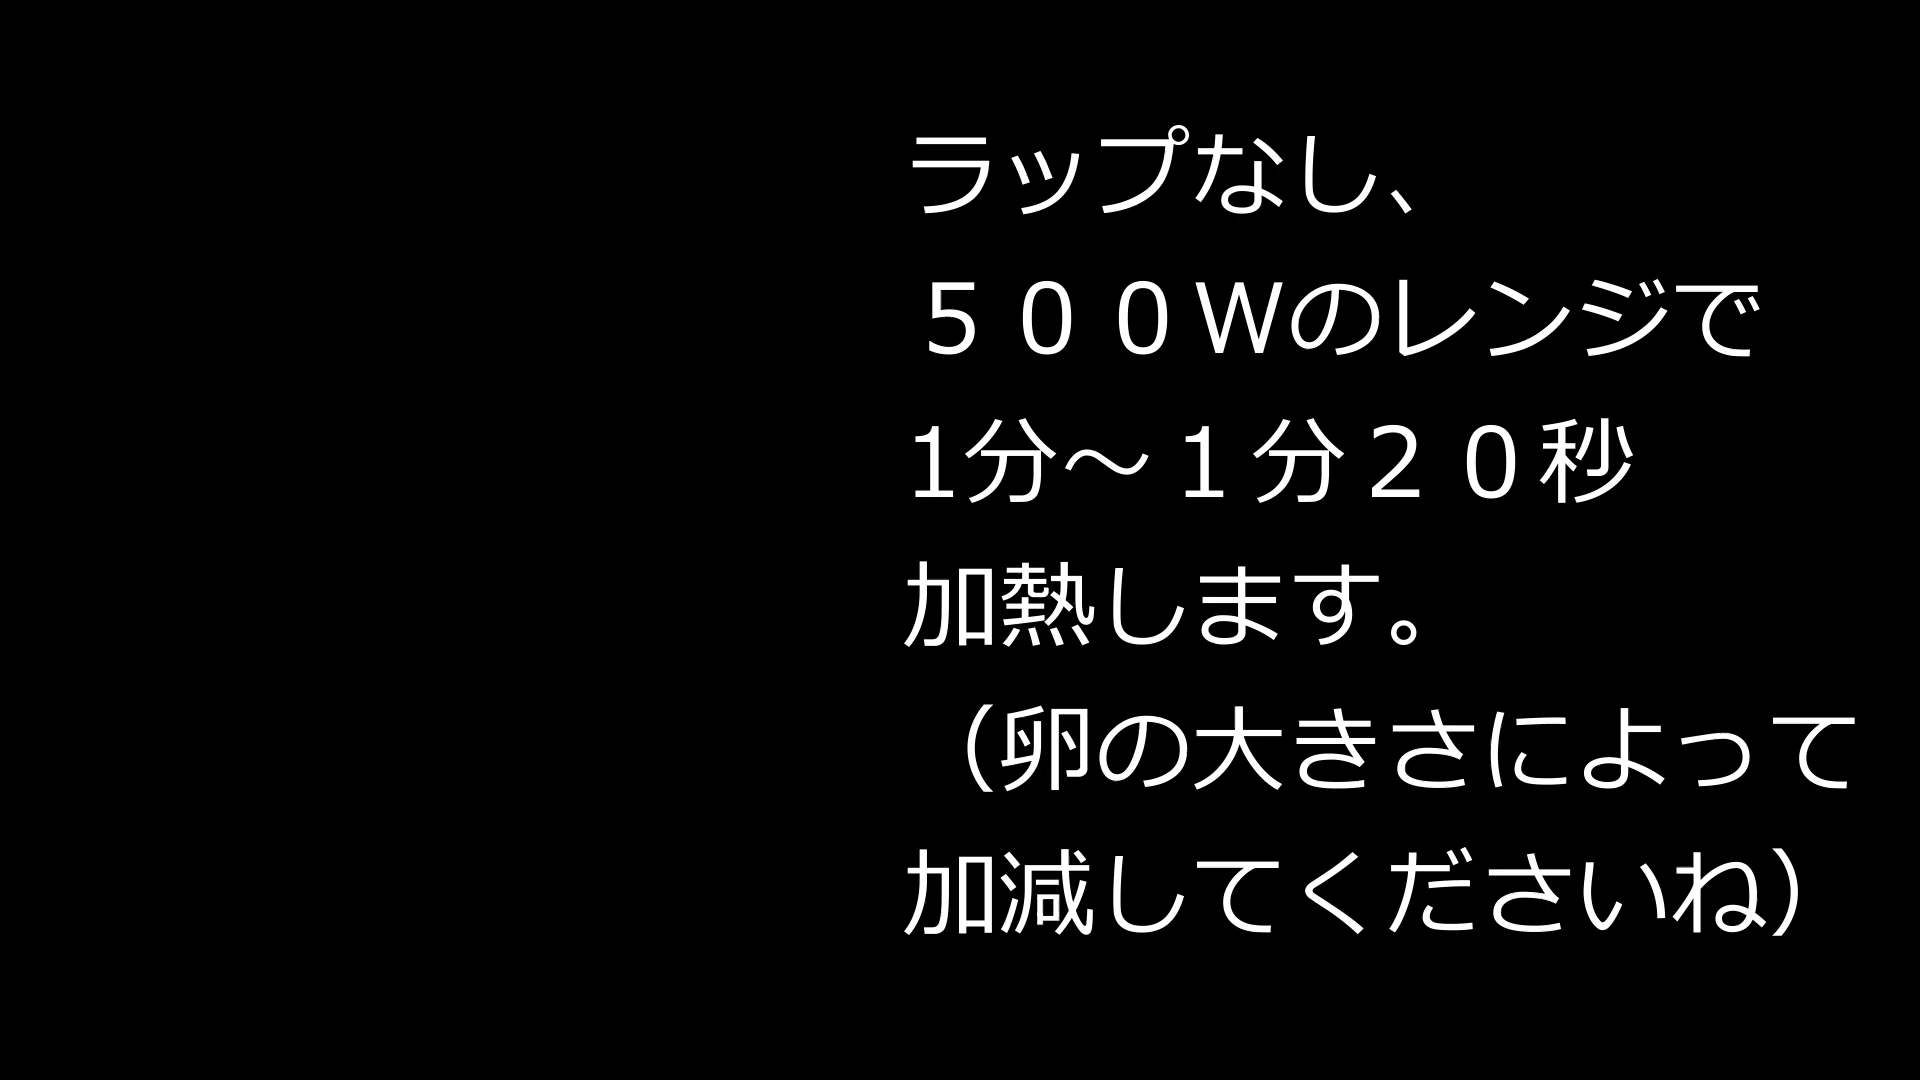 ラップなし、
５００Wのレンジで
1分～１分２０秒
加熱します。
（卵の大きさによって
加減してくださいね）